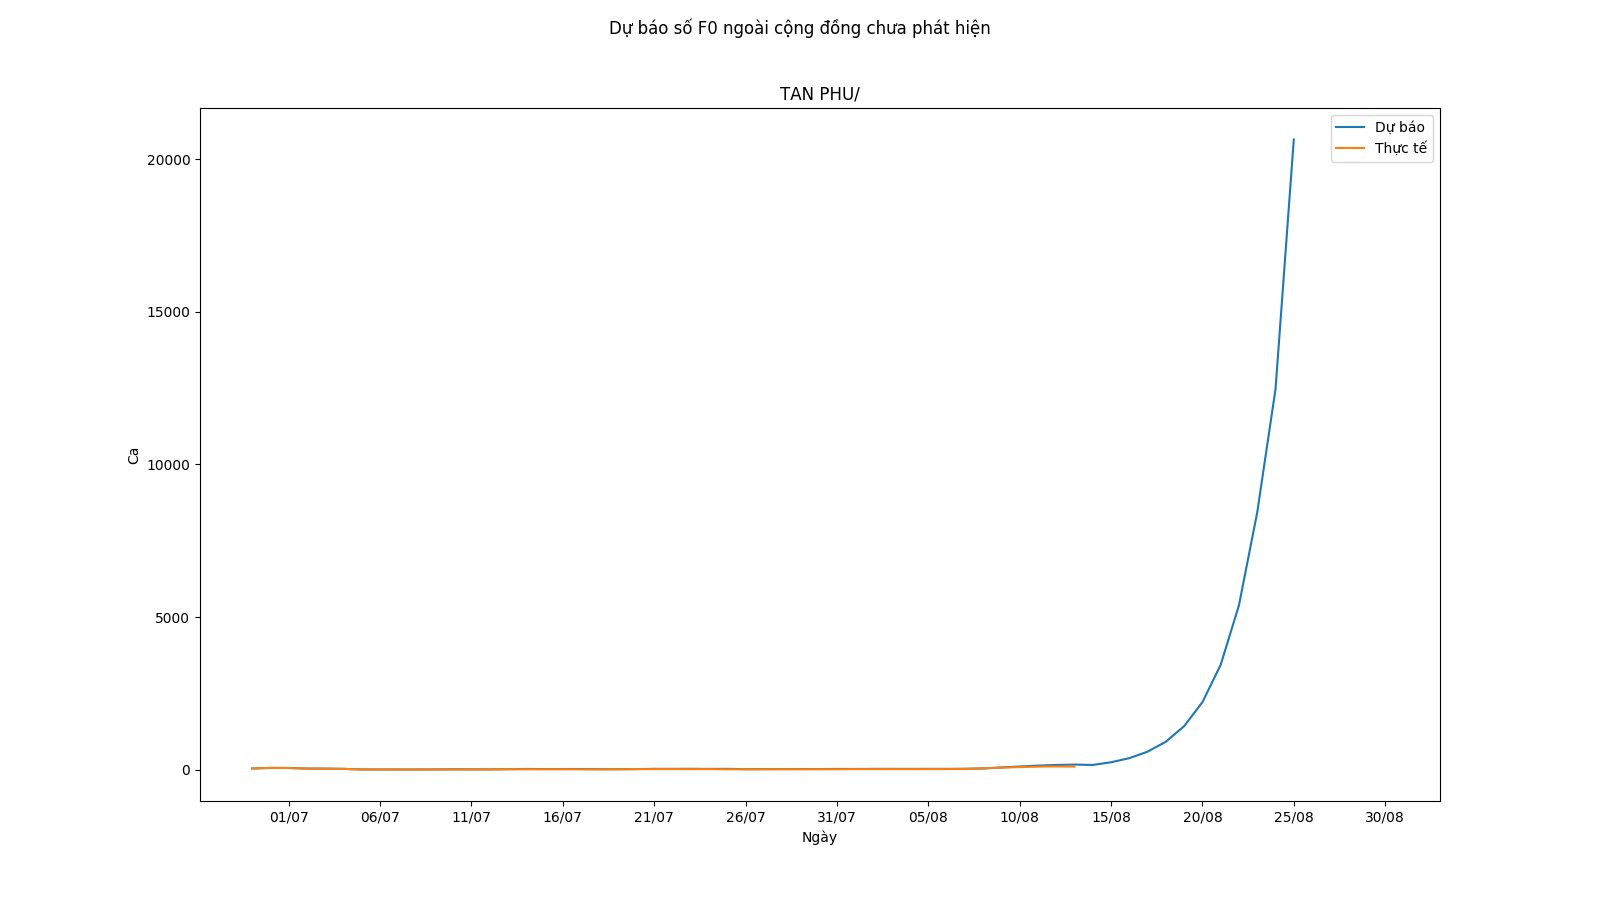 Dự báo số F0 ngoài cộng đồng chưa phát hiện
TAN PHU/
Dự báo
Thực tế
20000
15000
10000
5000
0
Ca
01/07 06/07 11/07 16/07 21/07 26/07 31/07 05/08 10/08 15/08 20/08 25/08 30/08
Ngày